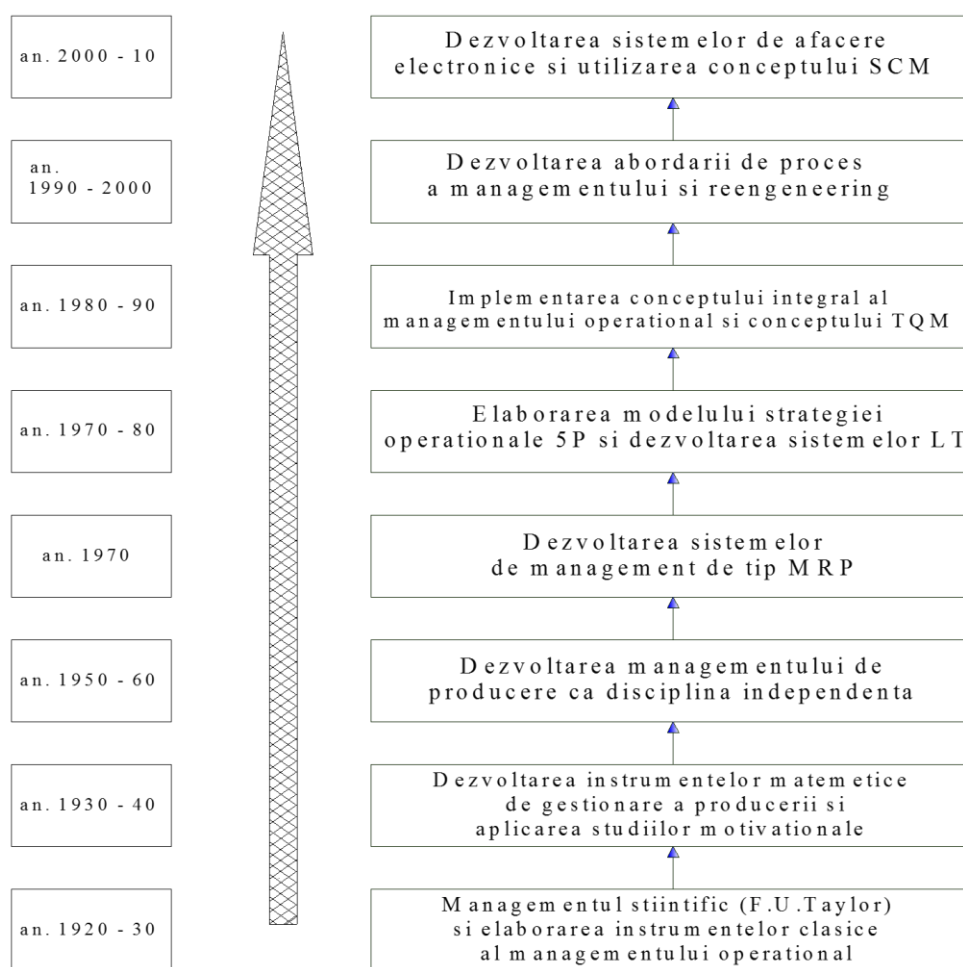 an. 2000 - 10
Dezvoltarea sistemelor de afacere
electronice si utilizarea conceptului SCM
an.
1990 - 2000
Dezvoltarea abordarii de proces
a managementului si reengeneering
an. 1980 - 90
Implementarea conceptului integral al
managementului operational si conceptului TQM
an. 1970 - 80
Elaborarea modelului strategiei
operationale 5P si dezvoltarea sistemelor LT
an. 1970
Dezvoltarea sistemelor
de management de tip MRP
an. 1950 - 60
Dezvoltarea managementului de
producere ca disciplina independenta
an. 1930 - 40
Dezvoltarea instrumentelor matemetice
de gestionare a producerii si
aplicarea studiilor motivationale
an. 1920 - 30
Managementul stiintific (F.U.Taylor)
si elaborarea instrumentelor clasice
al managementului operational